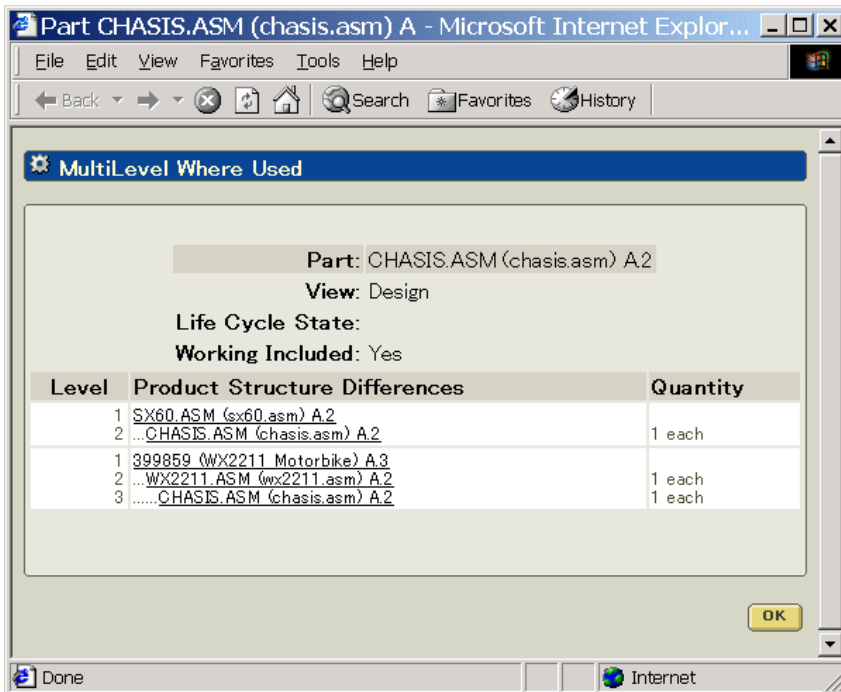 Part CHASIS.ASM (chasis.asm) A - Microsoft Internet Explor...
File Edit View Favorites Tools Help
Back Search Favorites History
MultiLevel Where Used
Part: CHASIS.ASM (chasis.asm) A.2
View: Design
Life Cycle State:
Working Included: Yes
Level Product Structure Differences Quantity
1 SX60.ASM (sx60.asm) A.2
2 ...CHASIS.ASM (chasis.asm) A.2 1 each
1 399859 (WX2211 Motorbike) A.3
2 ...WX2211.ASM (wx2211.asm) A.2 1 each
3 ......CHASIS.ASM (chasis.asm) A.2 1 each
OK
Done Internet